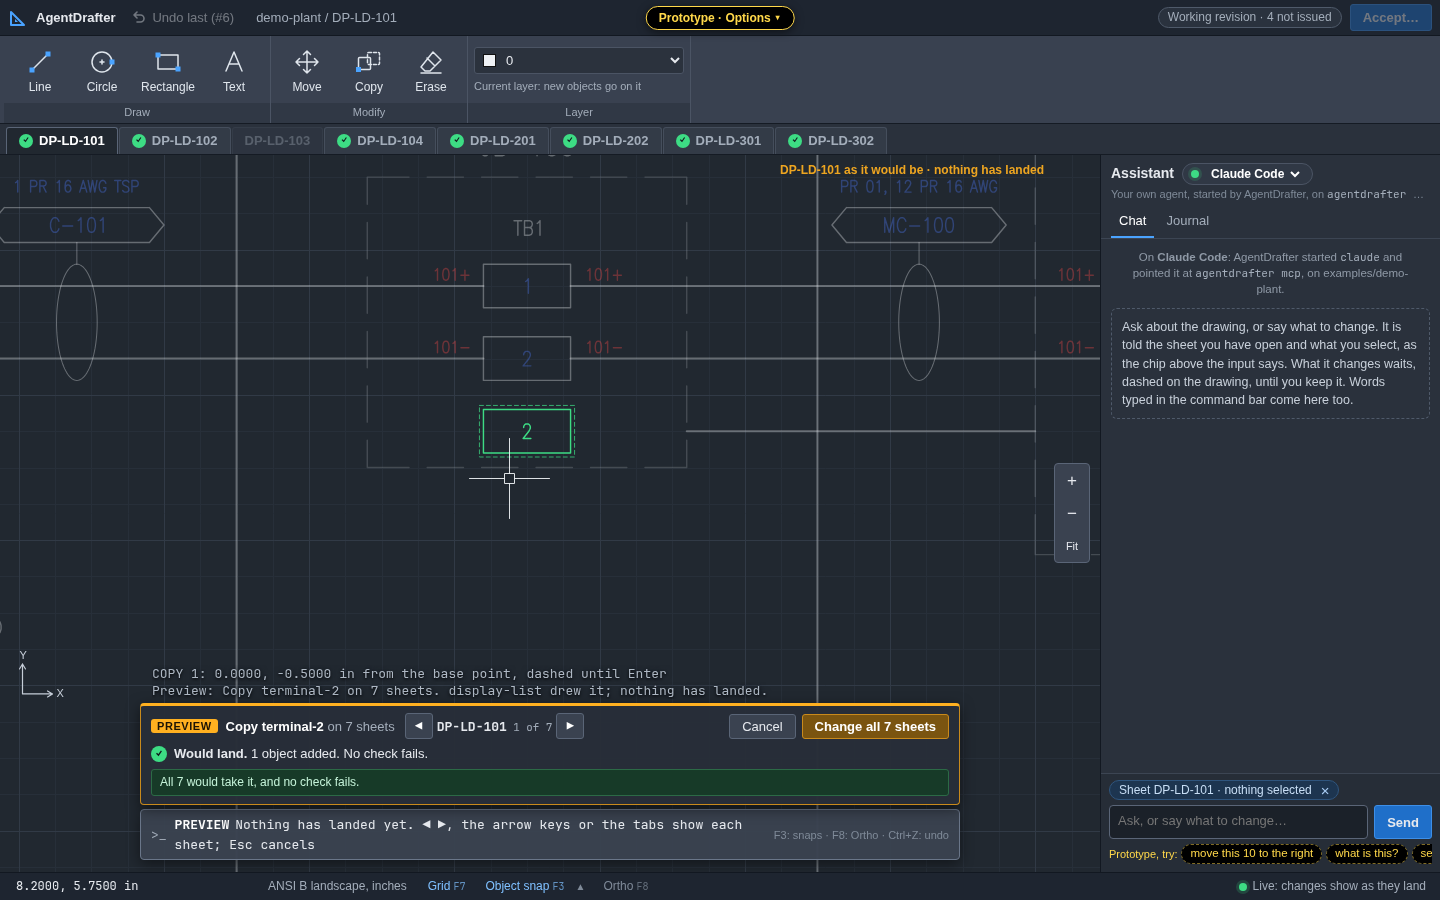 AgentDrafter
Undo last (#6)
demo-plant / DP-LD-101
Prototype · Options ▾
Working revision · 4 not issued
Accept…
Line
Circle
Rectangle
Text
Move
Copy
Erase
0
Current layer: new objects go on it
Draw
Modify
Layer
DP-LD-101
DP-LD-102
DP-LD-103
DP-LD-104
DP-LD-201
DP-LD-202
DP-LD-301
DP-LD-302
DP-LD-101 as it would be · nothing has landed
1 PR 16 AWG TSP
C-101
TB1
PR 01, 12 PR 16 AWG
MC-100
101+
1
101+
101+
101-
2
101-
101-
2
+
−
Fit
Y
X
COPY 1: 0.0000, -0.5000 in from the base point, dashed until Enter
Preview: Copy terminal-2 on 7 sheets. display-list drew it; nothing has landed.
PREVIEW
Copy terminal-2 on 7 sheets
◀ DP-LD-101 1 of 7 ▶
Cancel
Change all 7 sheets
Would land. 1 object added. No check fails.
All 7 would take it, and no check fails.
>_
PREVIEW Nothing has landed yet. ◀ ▶, the arrow keys or the tabs show each
sheet; Esc cancels
F3: snaps · F8: Ortho · Ctrl+Z: undo
Assistant
Claude Code
Your own agent, started by AgentDrafter, on agentdrafter …
Chat
Journal
On Claude Code: AgentDrafter started claude and
pointed it at agentdrafter mcp, on examples/demo-
plant.
Ask about the drawing, or say what to change. It is
told the sheet you have open and what you select, as
the chip above the input says. What it changes waits,
dashed on the drawing, until you keep it. Words
typed in the command bar come here too.
Sheet DP-LD-101 · nothing selected ×
Ask, or say what to change…
Send
Prototype, try:
move this 10 to the right
what is this?
8.2000, 5.7500 in
ANSI B landscape, inches
Grid F7
Object snap F3
▲
Ortho F8
Live: changes show as they land